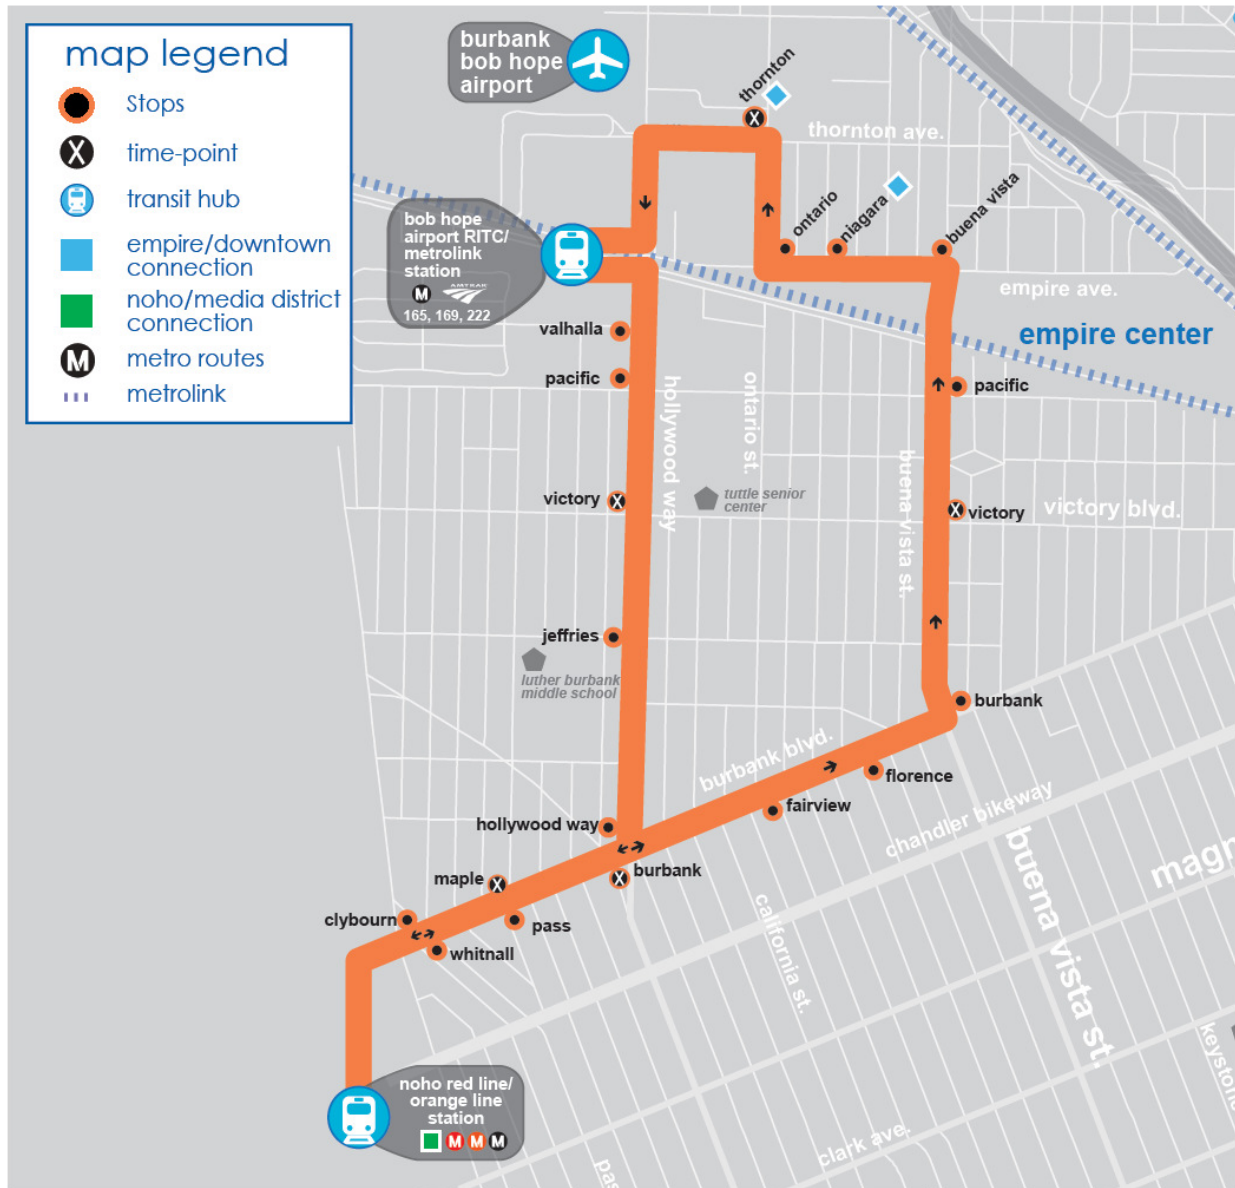 map legend
Stops
X
time-point
transit hub
empire/downtown
connection
noho/media district
connection
M
metro routes
metrolink
burbank
bob hope
airport
thornton
X
thornton ave.
bob hope
airport RITC/
metrolink
station
M
AMTRAK
165, 169, 222
ontario
niagara
buena vista
empire ave.
empire center
valhalla
pacific
hollywood way
ontario st.
pacific
buena vista st.
victory
X
tuttle senior
center
X
victory
victory blvd.
jeffries
luther burbank
middle school
burbank
burbank blvd.
florence
fairview
chandler bikeway
hollywood way
burbank
X
maple
X
pass
clybourn
whitnall
california st.
buena vista st.
magn
noho red line/
orange line
station
M
M
M
clark ave.
pas
keystone